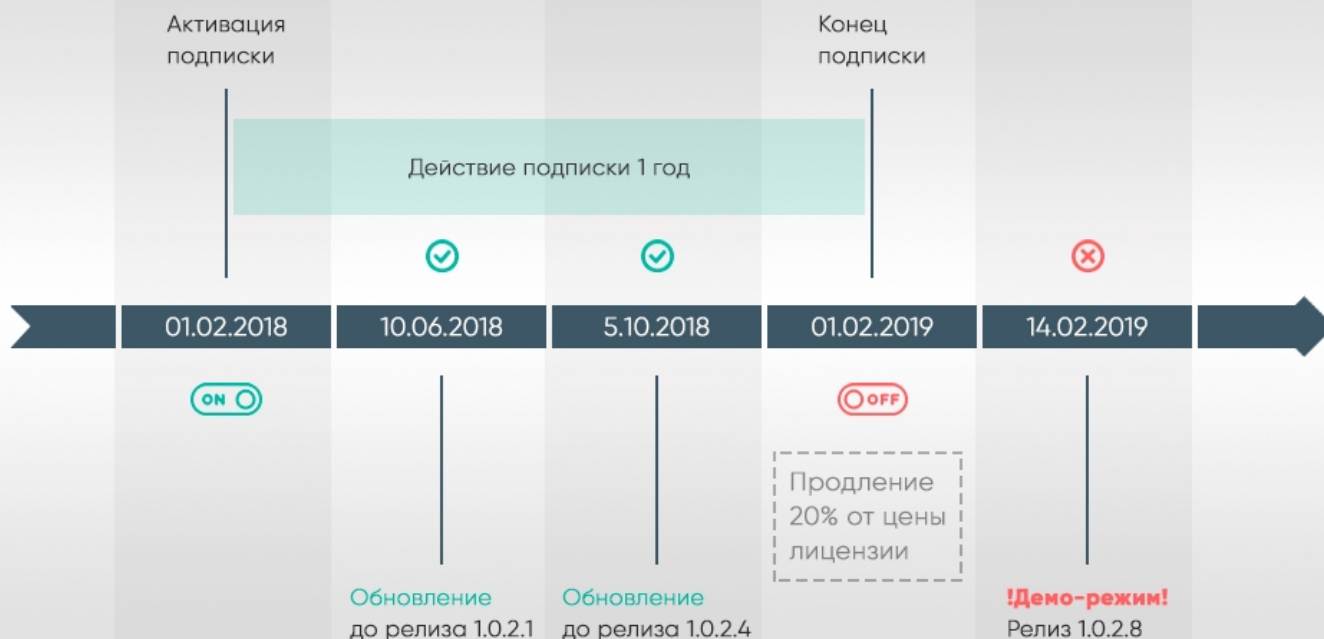 Активация
подписки
Конец
подписки
Действие подписки 1 год
01.02.2018
10.06.2018
5.10.2018
01.02.2019
14.02.2019
ON
OFF
Продление
20% от цены
лицензии
Обновление
до релиза 1.0.2.1
Обновление
до релиза 1.0.2.4
!Демо-режим!
Релиз 1.0.2.8